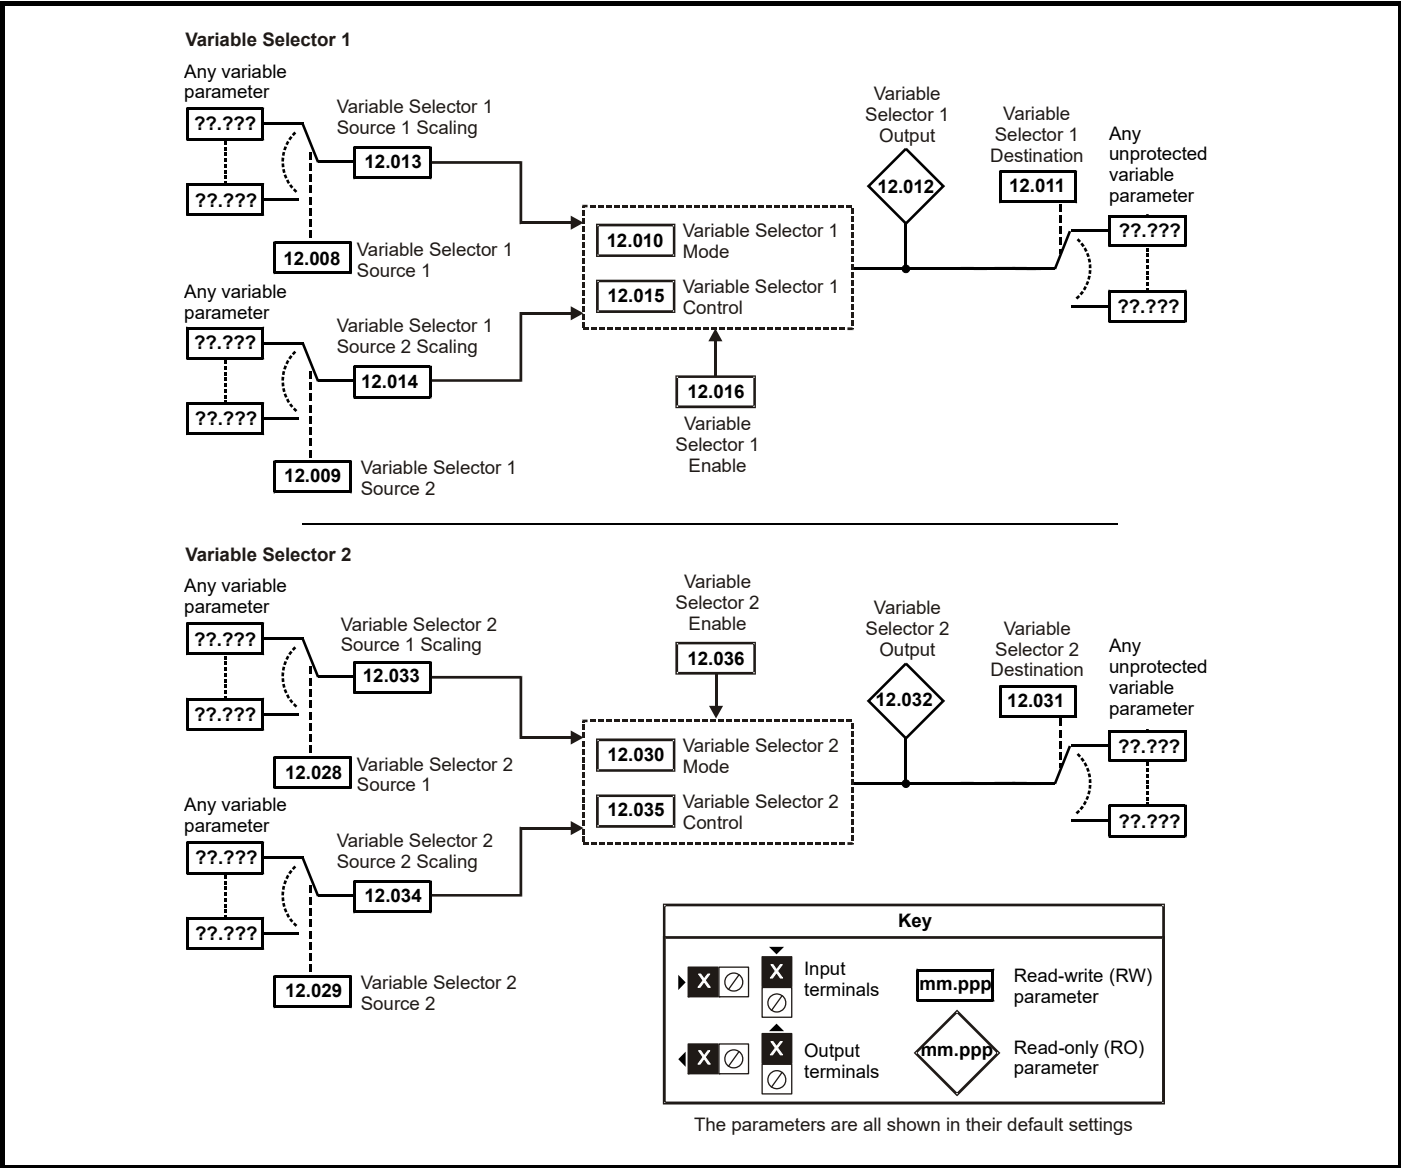 Variable Selector 1
Any variable
parameter
??.???
??.???
Variable Selector 1
Source 1 Scaling
12.013
12.008
Variable Selector 1
Source 1
Any variable
parameter
??.???
??.???
Variable Selector 1
Source 2 Scaling
12.014
12.009
Variable Selector 1
Source 2
12.010
Variable Selector 1
Mode
12.015
Variable Selector 1
Control
12.016
Variable
Selector 1
Enable
Variable
Selector 1
Output
12.012
Variable
Selector 1
Destination
12.011
Any
unprotected
variable
parameter
??.???
??.???
Variable Selector 2
Any variable
parameter
??.???
??.???
Variable Selector 2
Source 1 Scaling
12.033
12.028
Variable Selector 2
Source 1
Any variable
parameter
??.???
??.???
Variable Selector 2
Source 2 Scaling
12.034
12.029
Variable Selector 2
Source 2
Variable
Selector 2
Enable
12.036
12.030
Variable Selector 2
Mode
12.035
Variable Selector 2
Control
Variable
Selector 2
Output
12.032
Variable
Selector 2
Destination
12.031
Any
unprotected
variable
parameter
??.???
??.???
Key
X
X
Input
terminals
mm.ppp
Read-write (RW)
parameter
X
X
Output
terminals
mm.ppp
Read-only (RO)
parameter
The parameters are all shown in their default settings